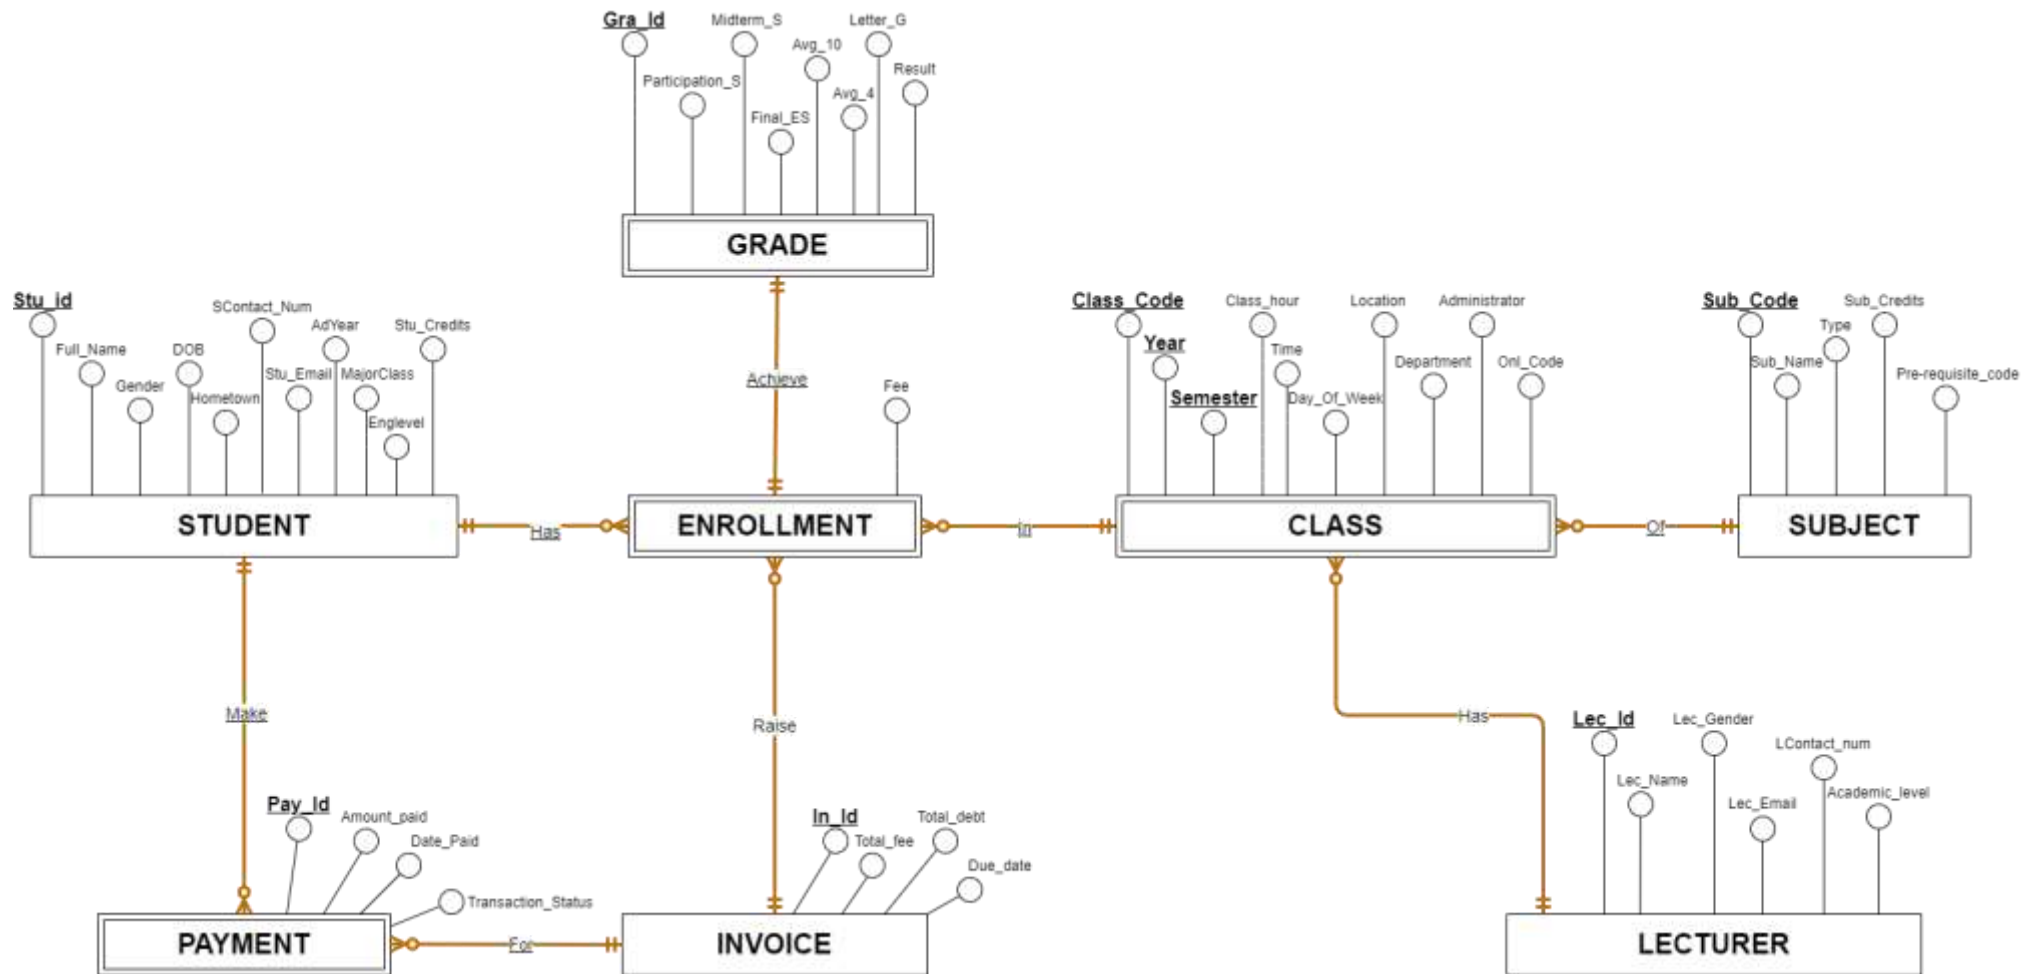 Gra_Id
Midterm_S
Letter_G
Avg_10
Result
Participation_S
Avg_4
Final_ES
GRADE
Stu_id
SContact_Num
AdYear
Stu_Credits
Full_Name
DOB
Gender
Stu_Email
MajorClass
Hometown
Englevel
Achieve
Fee
Class_Code
Class_hour
Location
Administrator
Year
Time
Department
Onl_Code
Semester
Day_Of_Week
Sub_Code
Sub_Credits
Type
Sub_Name
Pre-requisite_code
STUDENT
Has
ENROLLMENT
In
CLASS
Of
SUBJECT
Make
Raise
Has
Lec_Id
Lec_Gender
LContact_num
Lec_Name
Lec_Email
Academic_level
Pay_Id
Amount_paid
Date_Paid
Transaction_Status
In_Id
Total_debt
Total_fee
Due_date
PAYMENT
For
INVOICE
LECTURER